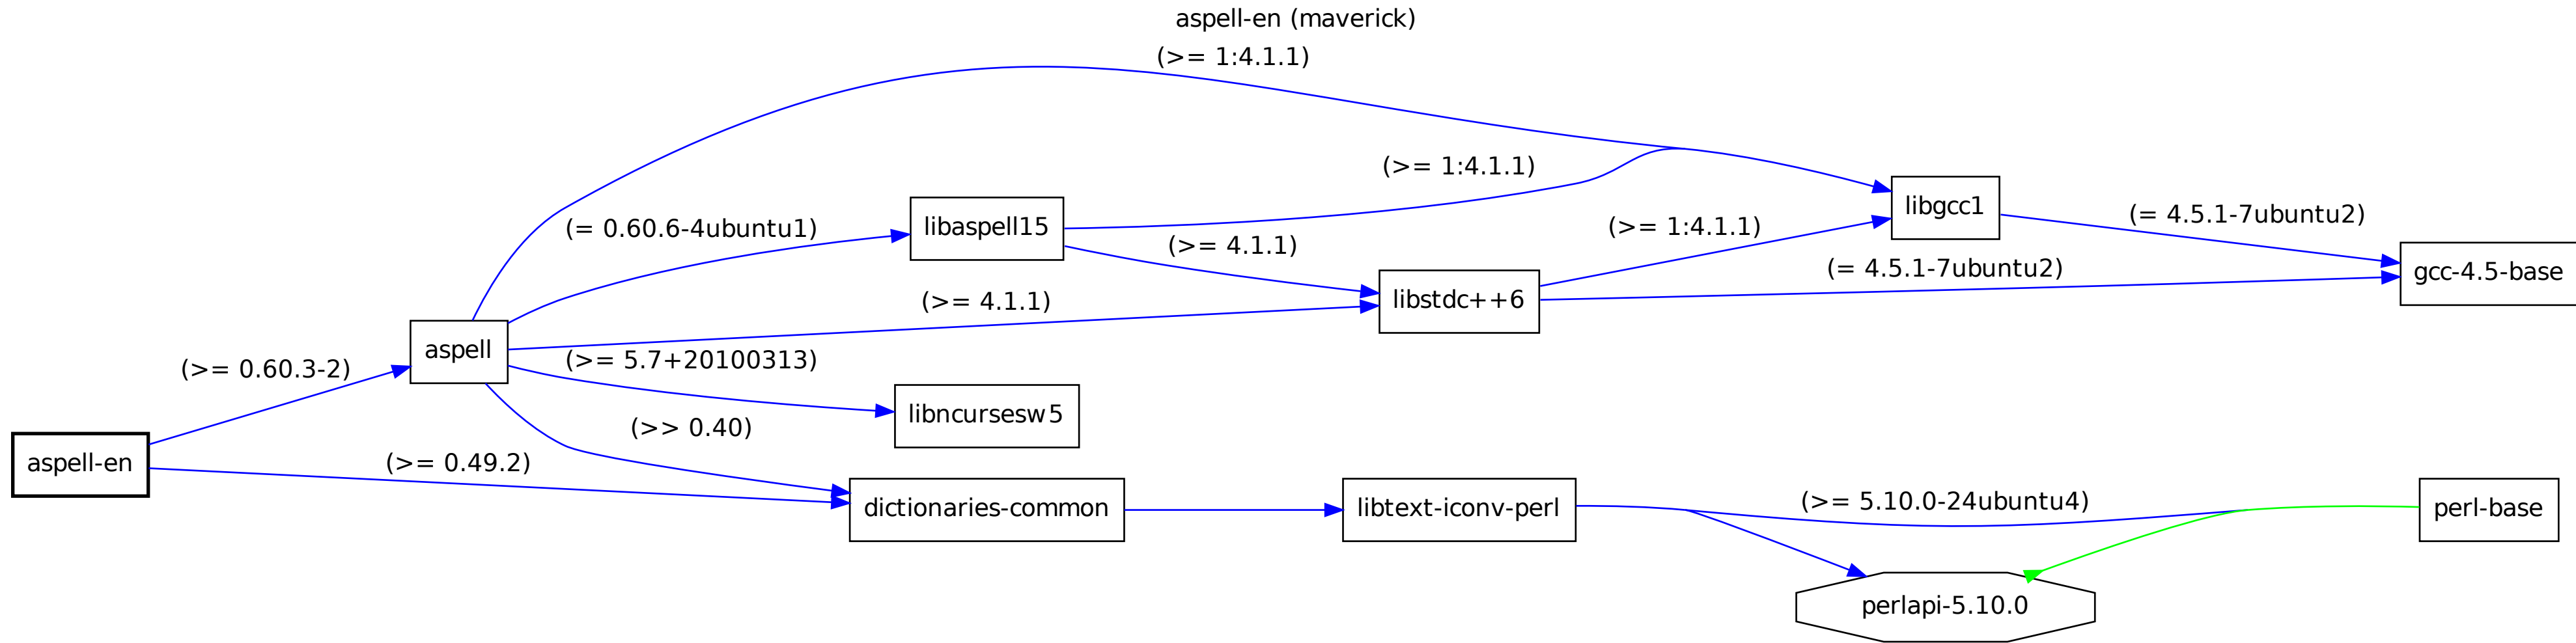 aspell-en (maverick)
(>= 1:4.1.1)
(>= 1:4.1.1)
libgcc1
(= 4.5.1-7ubuntu2)
(= 0.60.6-4ubuntu1)
libaspell15
(>= 1:4.1.1)
(>= 4.1.1)
(= 4.5.1-7ubuntu2)
gcc-4.5-base
(>= 4.1.1)
libstdc++6
aspell
(>= 5.7+20100313)
(>= 0.60.3-2)
libncursesw5
(>> 0.40)
aspell-en
(>= 0.49.2)
dictionaries-common
libtext-iconv-perl
(>= 5.10.0-24ubuntu4)
perl-base
perlapi-5.10.0